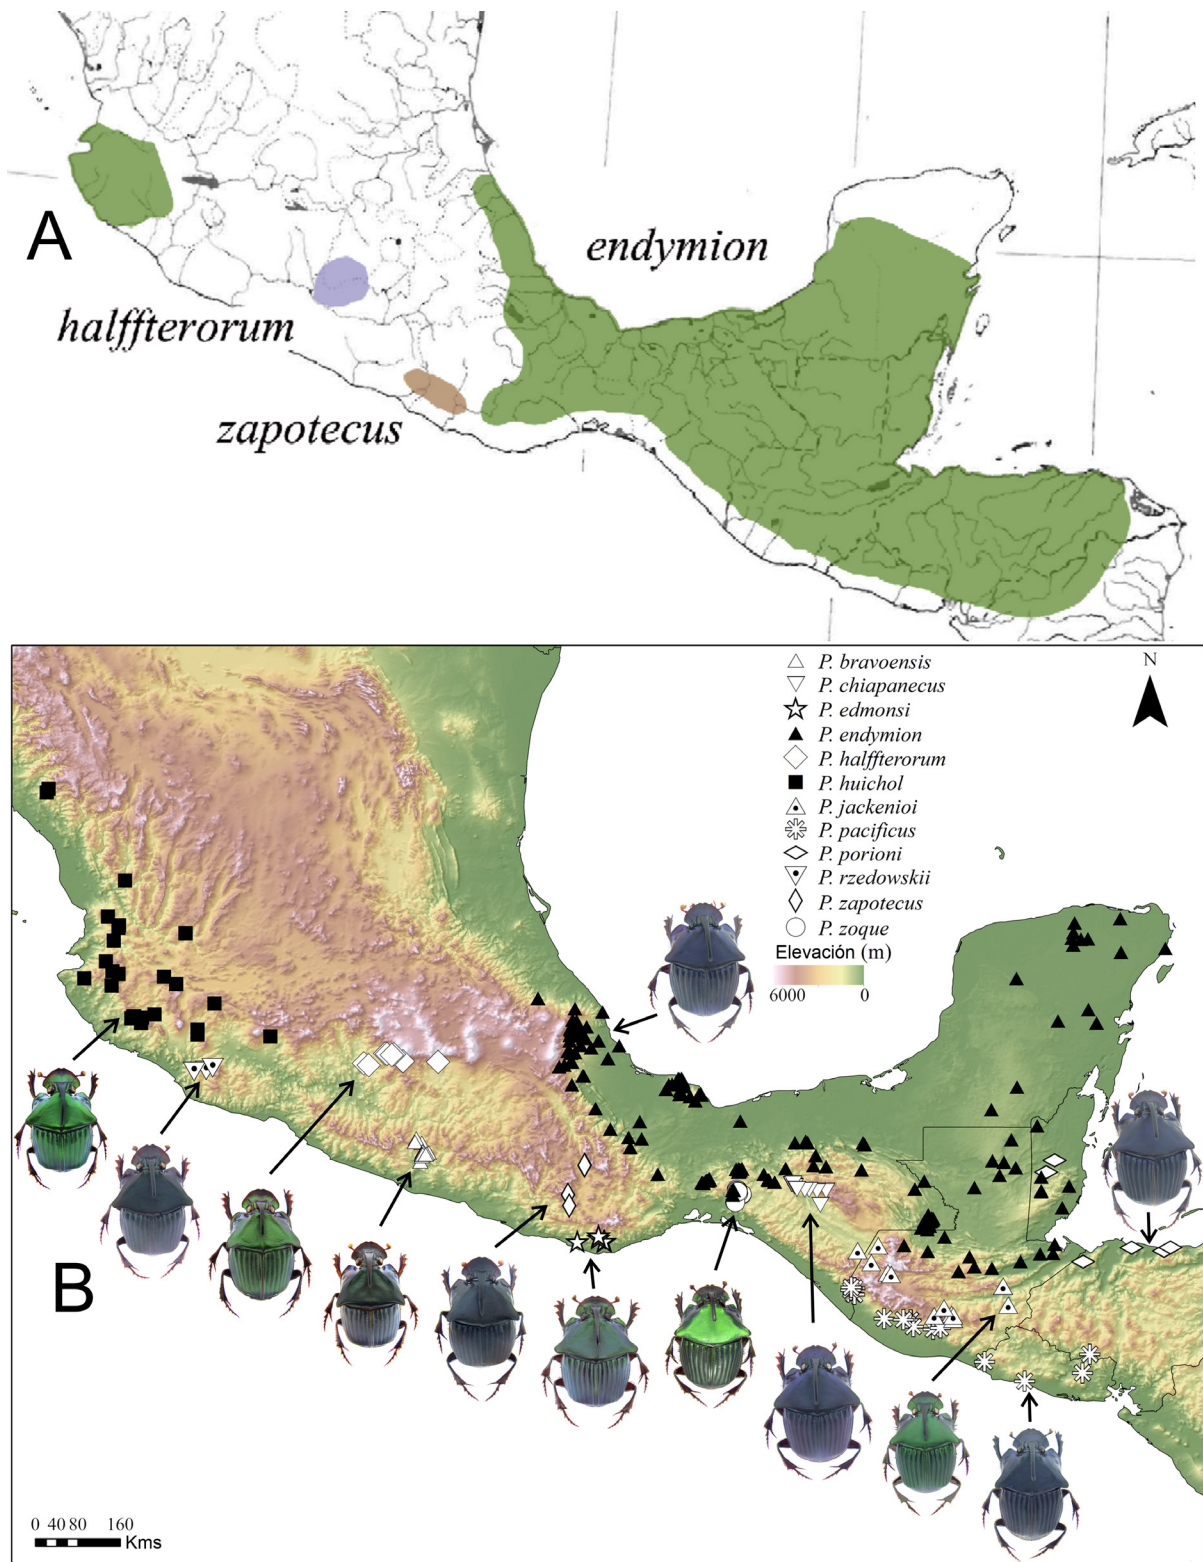 A
endymion
halffterorum
zapotecus
B
N
P. bravoensis
P. chiapanecus
P. edmonsi
P. endymion
P. halffterorum
P. huichol
P. jackenioi
P. pacificus
P. porioni
P. rzedowskii
P. zapotecus
P. zoque
Elevación (m)
6000 0
0 40 80 160
Kms